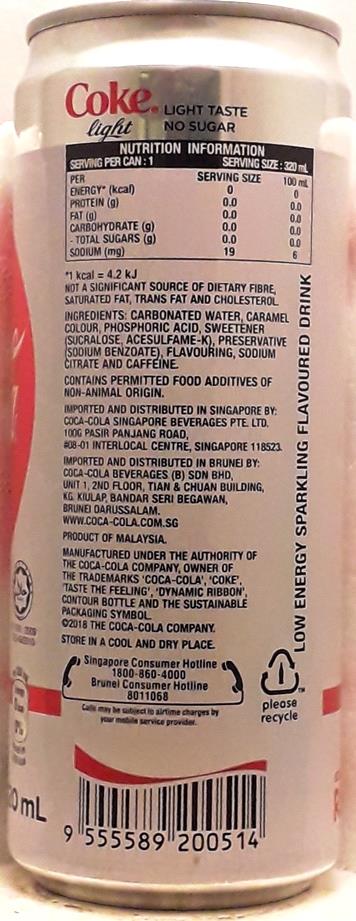 Coke light LIGHT TASTE
NO SUGAR
NUTRITION INFORMATION
SERVING PER CAN : 1 SERVING SIZE : 320 mL
PER SERVING SIZE 100 mL
ENERGY* (kcal) 0 0
PROTEIN (g) 0.0 0.0
FAT (g) 0.0 0.0
CARBOHYDRATE (g) 0.0 0.0
- TOTAL SUGARS (g) 0.0 0.0
SODIUM (mg) 19 6
*1 kcal = 4.2 kJ
NOT A SIGNIFICANT SOURCE OF DIETARY FIBRE,
SATURATED FAT, TRANS FAT AND CHOLESTEROL.
INGREDIENTS: CARBONATED WATER, CARAMEL
COLOUR, PHOSPHORIC ACID, SWEETENER
(SUCRALOSE, ACESULFAME-K), PRESERVATIVE
(SODIUM BENZOATE), FLAVOURING, SODIUM
CITRATE AND CAFFEINE.
CONTAINS PERMITTED FOOD ADDITIVES OF
NON-ANIMAL ORIGIN.
IMPORTED AND DISTRIBUTED IN SINGAPORE BY:
COCA-COLA SINGAPORE BEVERAGES PTE. LTD.
100G PASIR PANJANG ROAD,
#08-01 INTERLOCAL CENTRE, SINGAPORE 118523.
IMPORTED AND DISTRIBUTED IN BRUNEI BY:
COCA-COLA BEVERAGES (B) SDN BHD,
UNIT 1, 2ND FLOOR, TIAN & CHUAN BUILDING,
KG. KIULAP, BANDAR SERI BEGAWAN,
BRUNEI DARUSSALAM.
WWW.COCA-COLA.COM.SG
PRODUCT OF MALAYSIA.
MANUFACTURED UNDER THE AUTHORITY OF
THE COCA-COLA COMPANY, OWNER OF
THE TRADEMARKS 'COCA-COLA', 'COKE',
'TASTE THE FEELING', 'DYNAMIC RIBBON',
CONTOUR BOTTLE AND THE SUSTAINABLE
PACKAGING SYMBOL.
©2018 THE COCA-COLA COMPANY.
STORE IN A COOL AND DRY PLACE.
Singapore Consumer Hotline
1800-860-4000
Brunei Consumer Hotline
8011068
Calls may be subject to airtime charges by
your mobile service provider.
LOW ENERGY SPARKLING FLAVOURED DRINK
please
recycle
0 mL
9 555589 200514